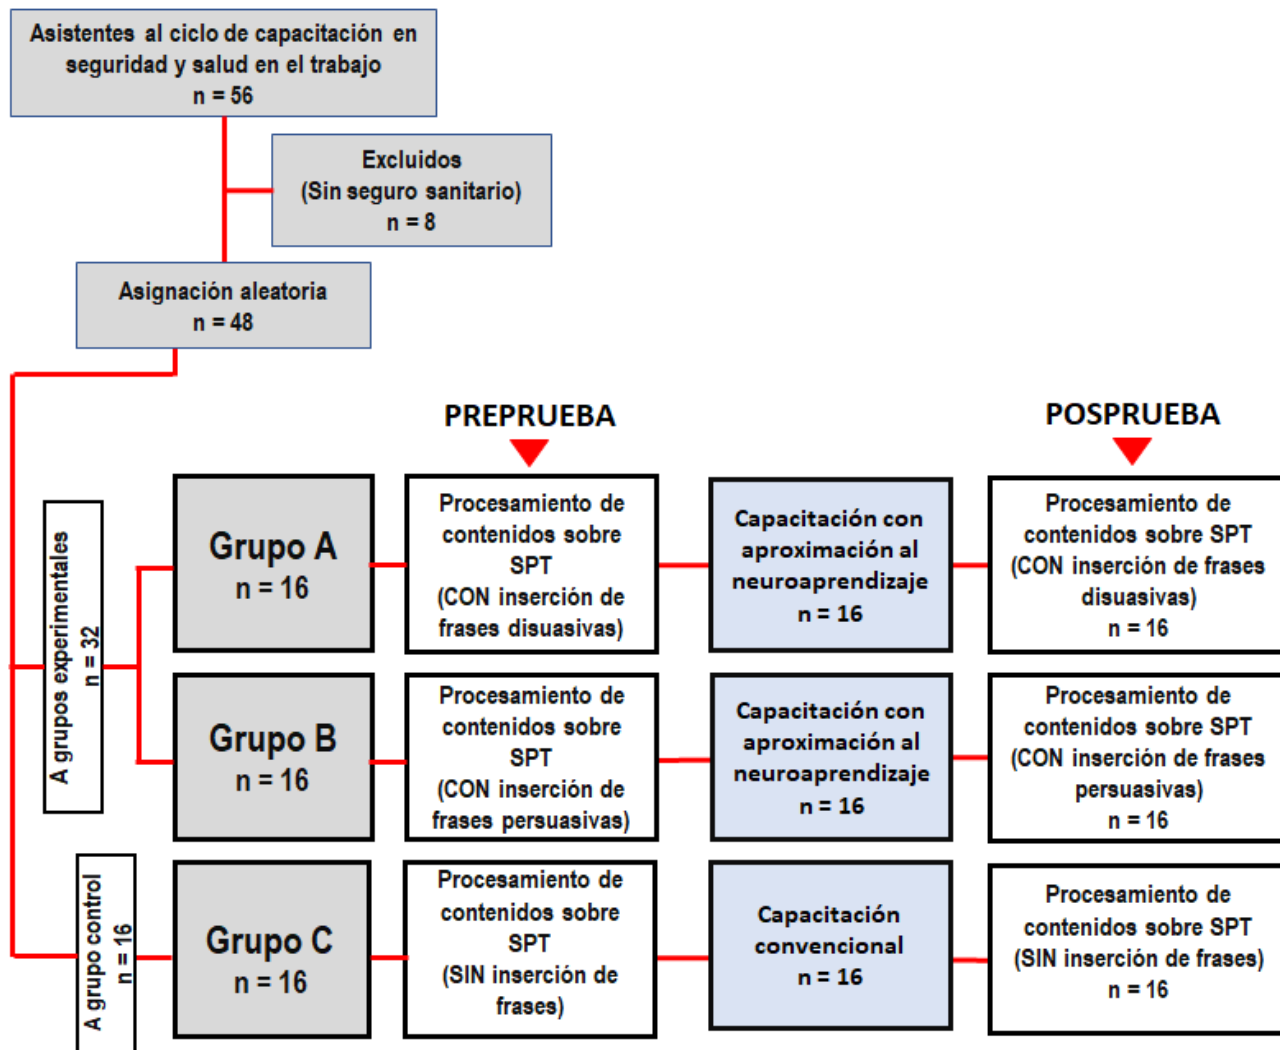 Asistentes al ciclo de capacitación en
seguridad y salud en el trabajo
n = 56
Excluidos
(Sin seguro sanitario)
n = 8
Asignación aleatoria
n = 48
PREPRUEBA
POSPRUEBA
A grupos experimentales
n = 32
Grupo A
n = 16
Procesamiento de
contenidos sobre
SPT
(CON inserción de
frases disuasivas)
Capacitación con
aproximación al
neuroaprendizaje
n = 16
Procesamiento de
contenidos sobre SPT
(CON inserción de frases
disuasivas)
n = 16
Grupo B
n = 16
Procesamiento de
contenidos sobre
SPT
(CON inserción de
frases persuasivas)
Capacitación con
aproximación al
neuroaprendizaje
n = 16
Procesamiento de
contenidos sobre SPT
(CON inserción de frases
persuasivas)
n = 16
A grupo control
n = 16
Grupo C
n = 16
Procesamiento de
contenidos sobre
SPT
(SIN inserción de
frases)
Capacitación
convencional
n = 16
Procesamiento de
contenidos sobre SPT
(SIN inserción de frases)
n = 16